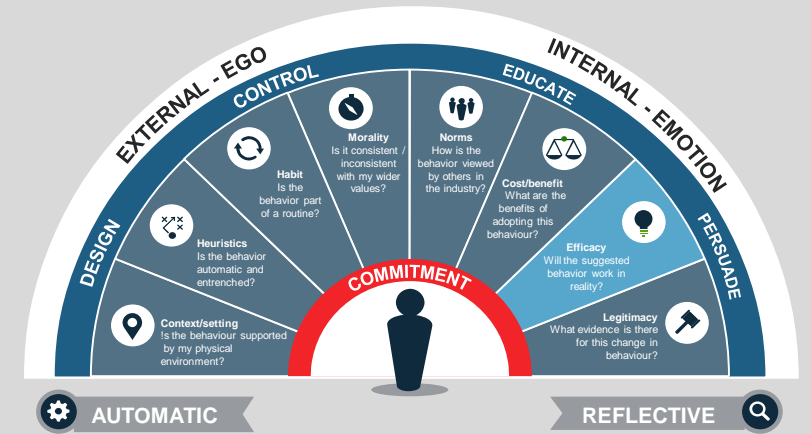 EXTERNAL - EGO
INTERNAL - EMOTION
DESIGN
CONTROL
EDUCATE
PERSUADE
Context/setting
Is the behaviour supported
by my physical
environment?
Heuristics
Is the behavior
automatic and
entrenched?
Habit
Is the
behavior part
of a routine?
Morality
Is it consistent /
inconsistent
with my wider
values?
Norms
How is the
behavior viewed
by others in
the industry?
Cost/benefit
What are the
benefits of
adopting this
behaviour?
Efficacy
Will the suggested
behavior work in
reality?
Legitimacy
What evidence is there
for this change in
behaviour?
COMMITMENT
AUTOMATIC
REFLECTIVE